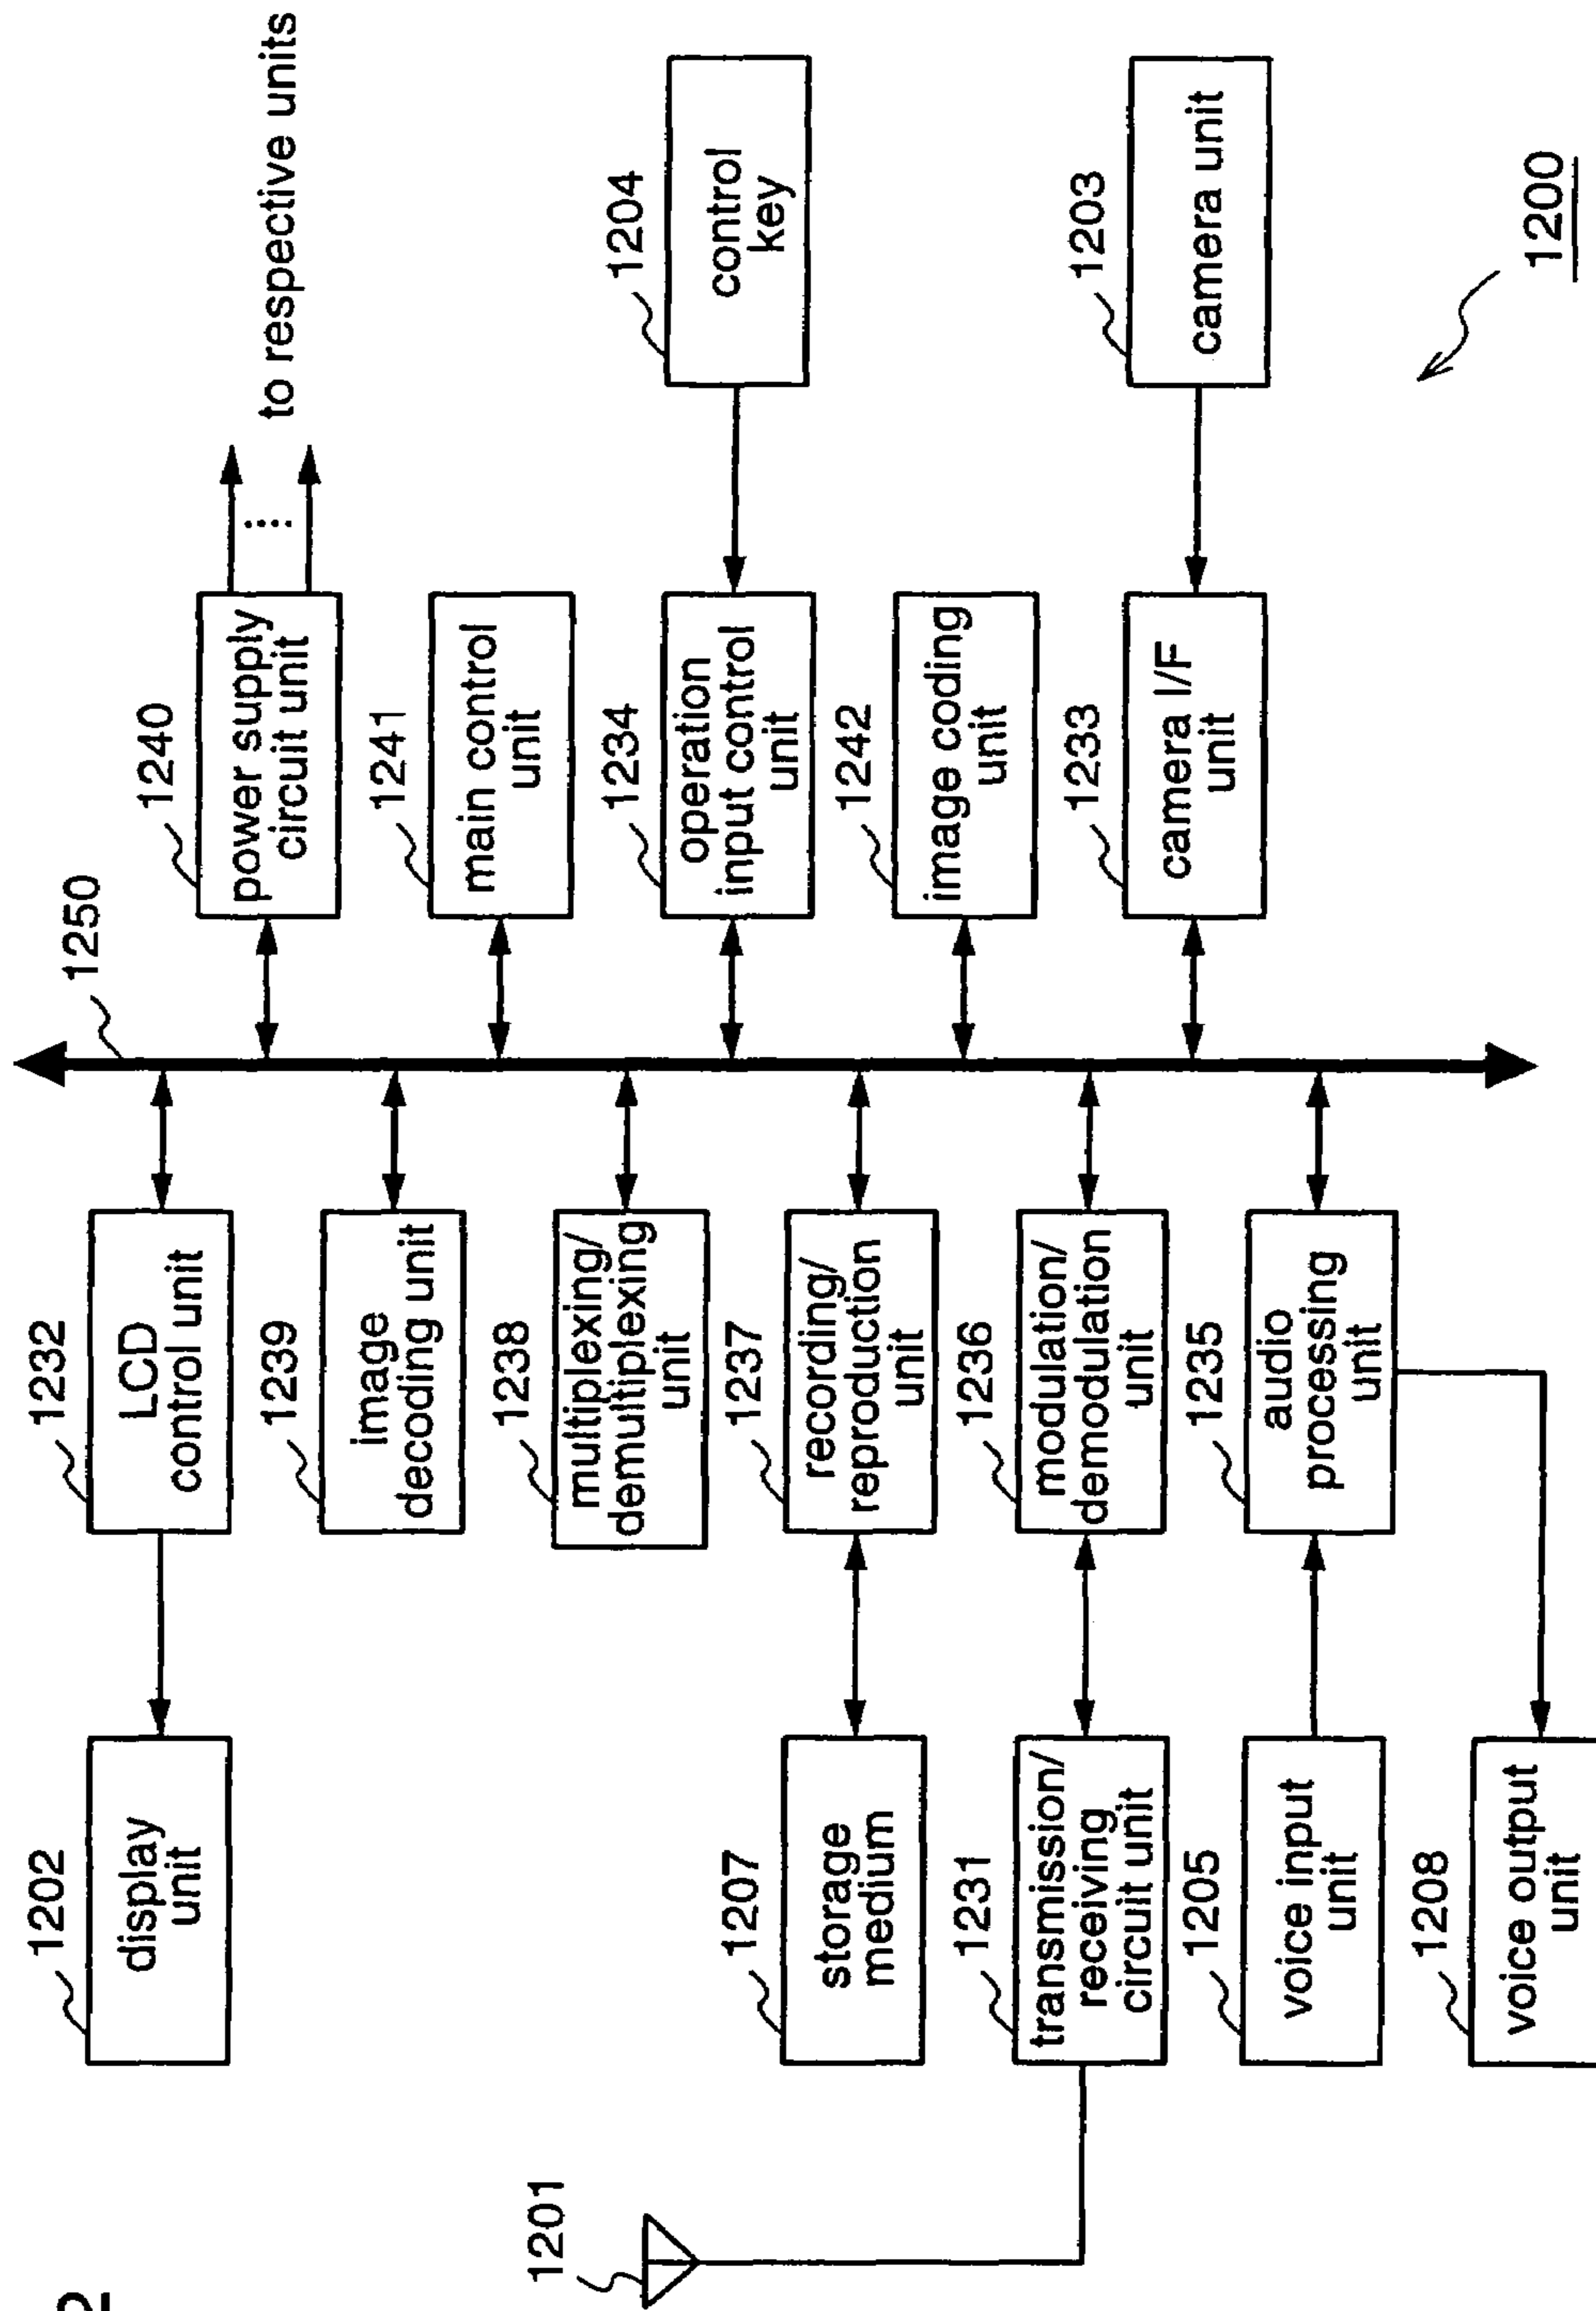 1202
display
unit
1232
LCD
control unit
1250
1240
power supply
circuit unit
to respective units
1239
image
decoding unit
1241
main control
unit
1238
multiplexing/
demultiplexing
unit
1234
operation
input control
unit
1204
control
key
1207
storage
medium
1237
recording/
reproduction
unit
1242
image coding
unit
1201
1231
transmission/
receiving
circuit unit
1236
modulation/
demodulation
unit
1233
camera I/F
unit
1203
camera unit
1205
voice input
unit
1235
audio
processing
unit
1208
voice output
unit
1200